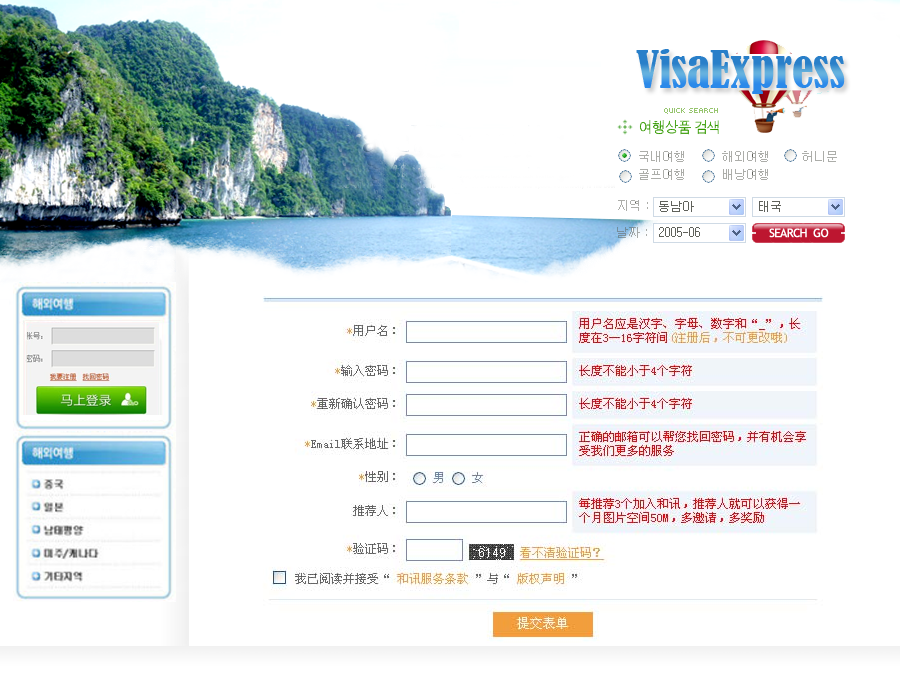 VisaExpress
QUICK SEARCH
여행상품 검색
국내여행 해외여행 허니문
골프여행 배낭여행
지역 : 동남아 태국
날짜 : 2005-06 SEARCH GO
해외여행
帐号:
密码:
我要注册 找回密码
马上登录
해외여행
중국
일본
남태평양
미주/캐나다
기타지역
*用户名：
用户名应是汉字、字母、数字和“_”，长
度在3—16字符间(注册后，不可更改哦)
*输入密码： 长度不能小于4个字符
*重新确认密码： 长度不能小于4个字符
*Email联系地址：
正确的邮箱可以帮您找回密码，并有机会享
受我们更多的服务
*性别： 男 女
推荐人：
每推荐3个加入和讯，推荐人就可以获得一
个月图片空间50M，多邀请，多奖励
*验证码： 6149 看不清验证码？
我已阅读并接受“ 和讯服务条款 ”与“ 版权声明 ”
提交表单